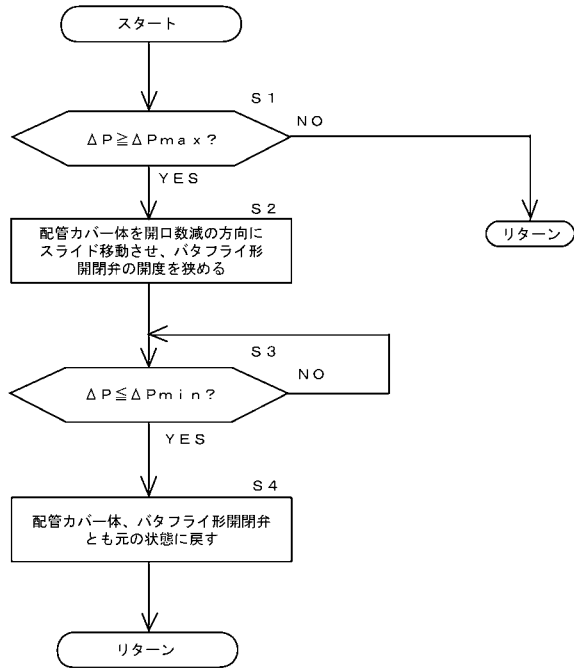 スタート
S1
ΔP≧ΔPmax?
NO
YES
リターン
S2
配管カバー体を開口数減の方向に
スライド移動させ、バタフライ形
開閉弁の開度を狭める
S3
ΔP≦ΔPmin?
NO
YES
S4
配管カバー体、バタフライ形開閉弁
とも元の状態に戻す
リターン